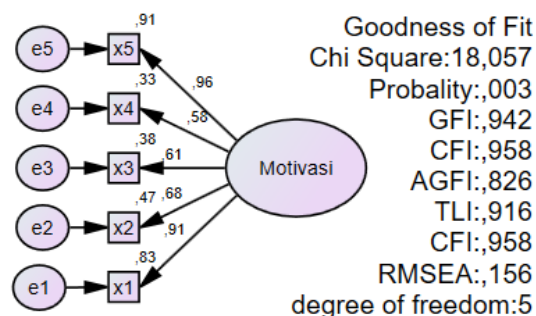 ,91
e5 x5
,96
,33
e4 x4
,58
,38
e3 x3
,61
Motivasi
,47 ,68
e2 x2
,91
,83
e1 x1
Goodness of Fit
Chi Square:18,057
Probality:,003
GFI:,942
CFI:,958
AGFI:,826
TLI:,916
CFI:,958
RMSEA:,156
degree of freedom:5